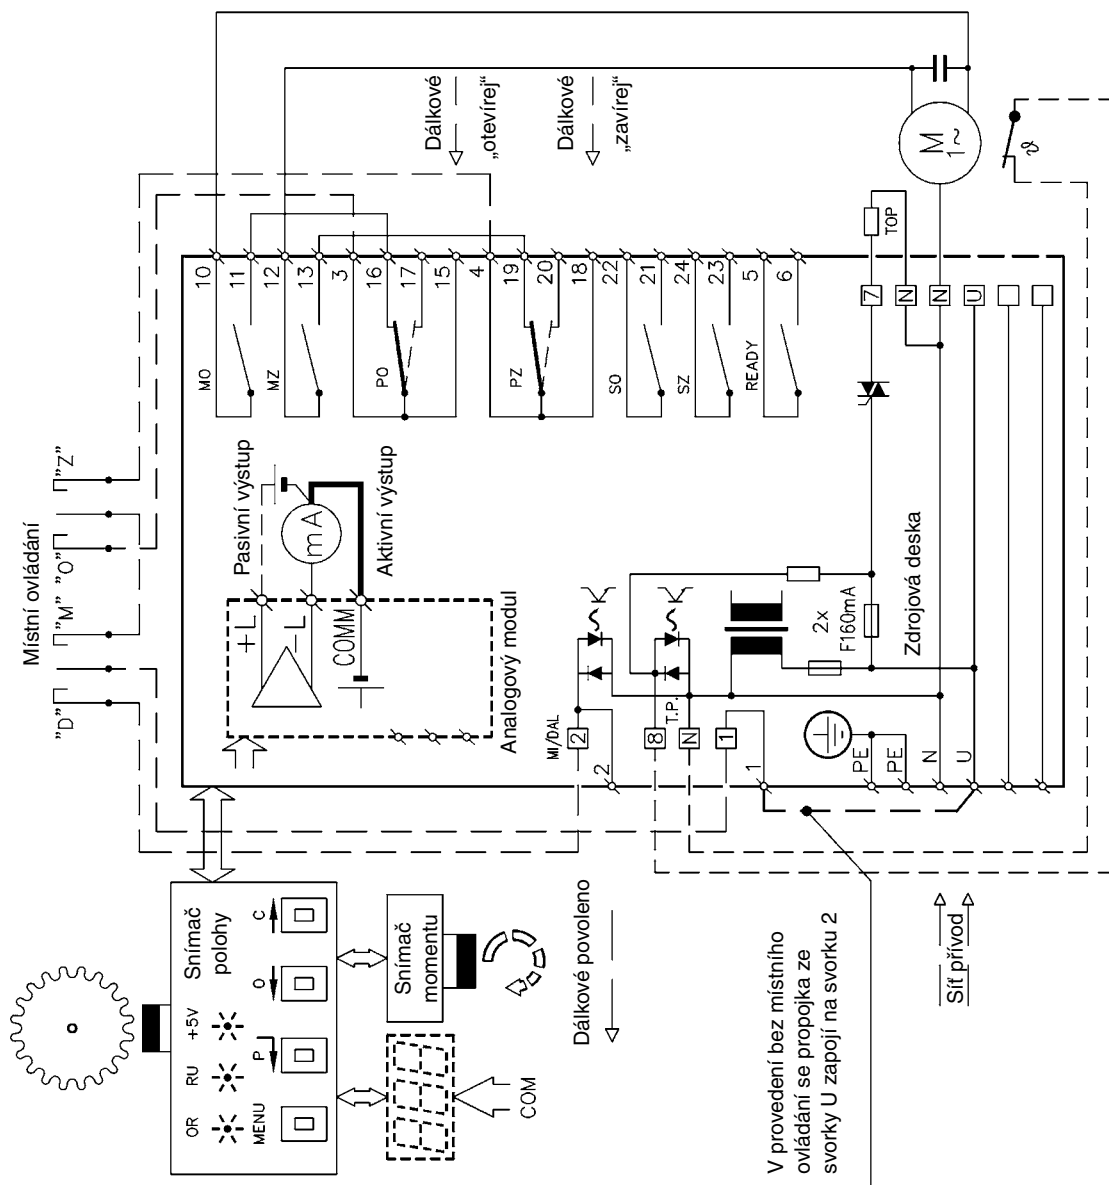 Místní ovládání
"D"
"M"
"O"
"Z"
Dálkové
„otevírej"
Dálkové
„zavírej"
10
11
12
13
3
16
17
15
4
19
20
18
22
21
24
23
5
6
MO
MZ
PO
PZ
SO
SZ
READY
Pasivní výstup
Aktivní výstup
mA
+L
-L
COMM
Analogový modul
M
1~
ϑ
TOP
7
N
N
U
Zdrojová deska
2x
F160mA
MI/DAL
2
2
8
T.P.
N
1
1
PE
PE
N
U
Snímač
polohy
+5V
RU
OR
C
O
P
MENU
Snímač
momentu
COM
Dálkové povoleno
Síť přívod
V provedení bez místního
ovládání se propojka ze
svorky U zapojí na svorku 2